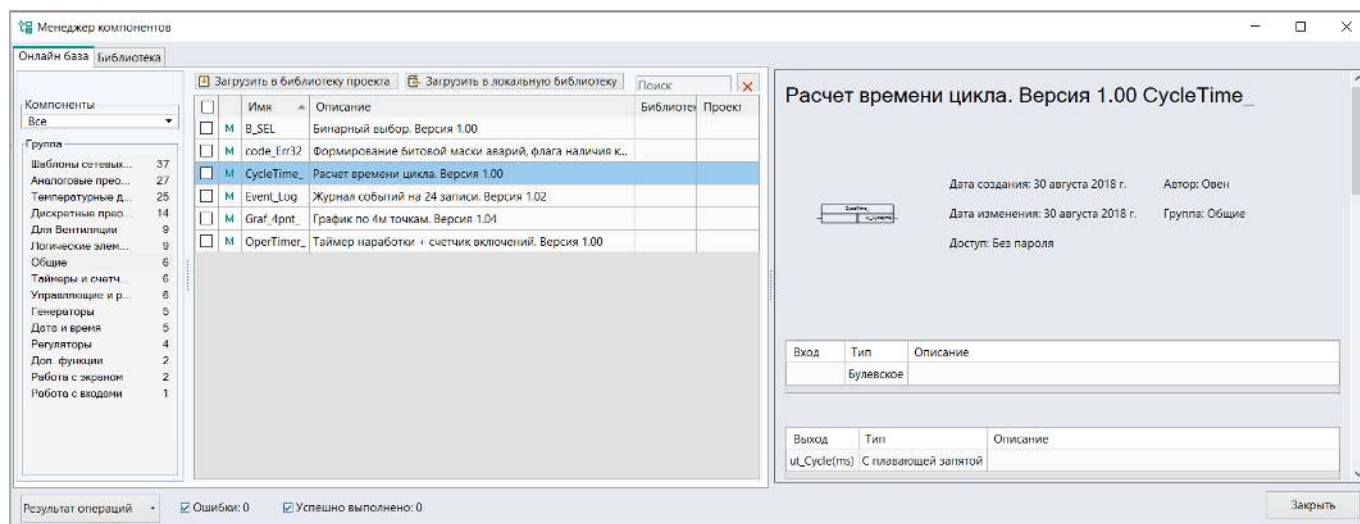 Менеджер компонентов
Онлайн база Библиотека
Загрузить в библиотеку проекта Загрузить в локальную библиотеку Поиск
Компоненты
Все
Группа
Шаблоны сетевых... 37
Аналоговые прео... 27
Температурные д... 25
Дискретные прео... 14
Для Вентиляции 9
Логические элем... 9
Общие 6
Таймеры и счетч... 6
Управляющие и р... 6
Генераторы 5
Дата и время 5
Регуляторы 4
Доп. функции 2
Работа с экраном 2
Работа с входами 1
Имя Описание Библиотек Проект
M B_SEL Бинарный выбор. Версия 1.00
M code_Err32 Формирование битовой маски аварий, флага наличия к...
M CycleTime_ Расчет времени цикла. Версия 1.00
M Event_Log Журнал событий на 24 записи. Версия 1.02
M Graf_4pnt_ График по 4м точкам. Версия 1.04
M OperTimer_ Таймер наработки + счетчик включений. Версия 1.00
Расчет времени цикла. Версия 1.00 CycleTime_
Дата создания: 30 августа 2018 г. Автор: Овен
Дата изменения: 30 августа 2018 г. Группа: Общие
Доступ: Без пароля
CycleTime_
Вход Тип Описание
Булевское
Выход Тип Описание
ut_Cycle(ms) С плавающей запятой
Результат операций Ошибки: 0 Успешно выполнено: 0
Закрыть